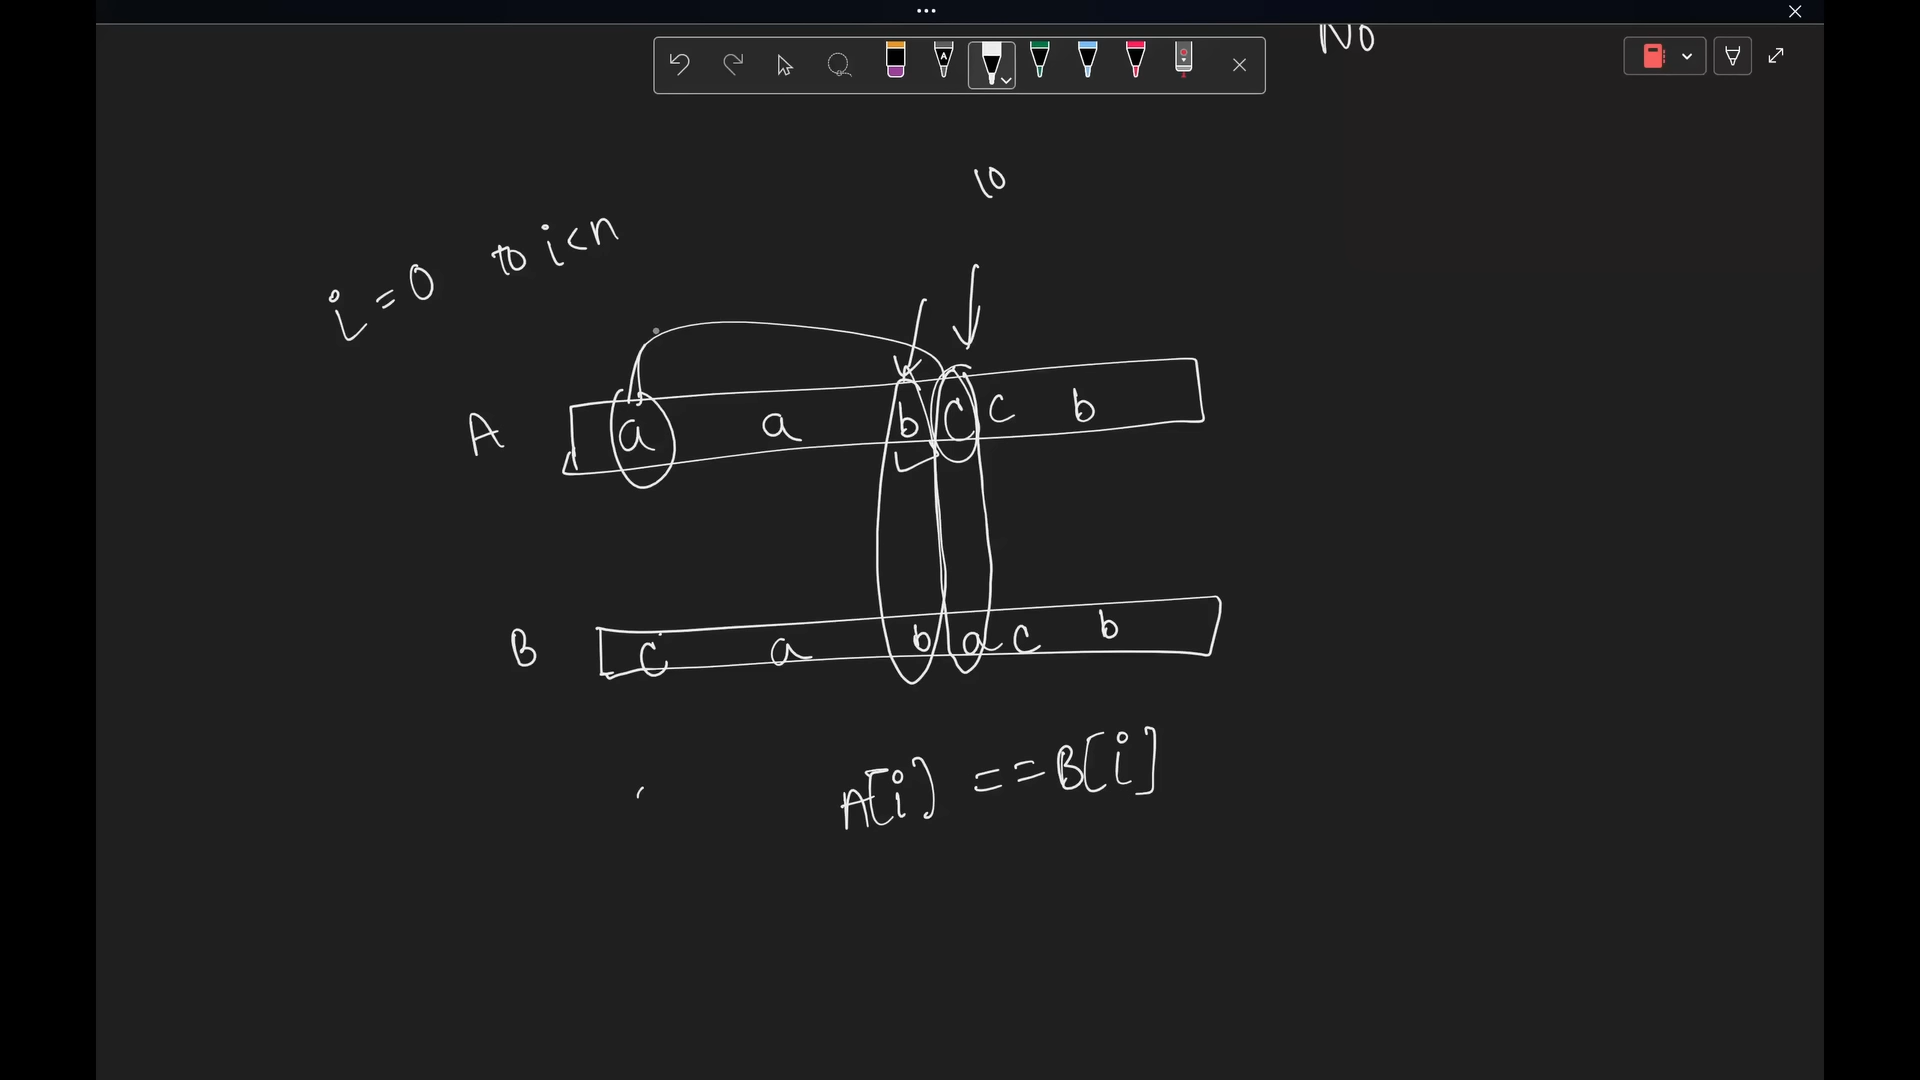 No
10
i = 0 to i < n
A a a b c c b
B c a b a c b
A[i] == B[i]